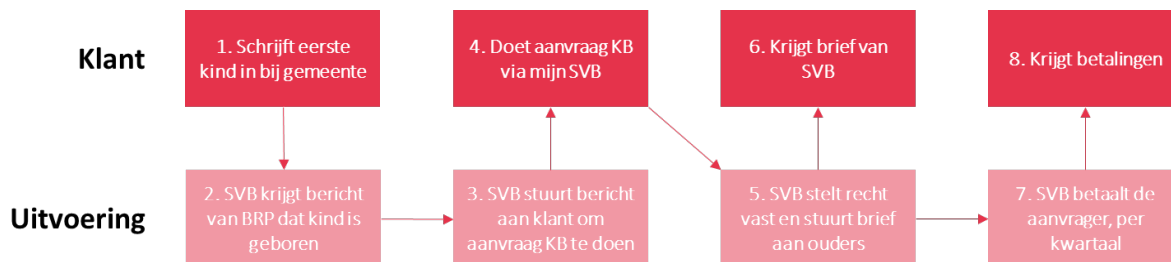 Klant
1. Schrijft eerste
kind in bij gemeente
4. Doet aanvraag KB
via mijn SVB
6. Krijgt brief van
SVB
8. Krijgt betalingen
Uitvoering
2. SVB krijgt bericht
van BRP dat kind is
geboren
3. SVB stuurt bericht
aan klant om
aanvraag KB te doen
5. SVB stelt recht
vast en stuurt brief
aan ouders
7. SVB betaalt de
aanvrager, per
kwartaal